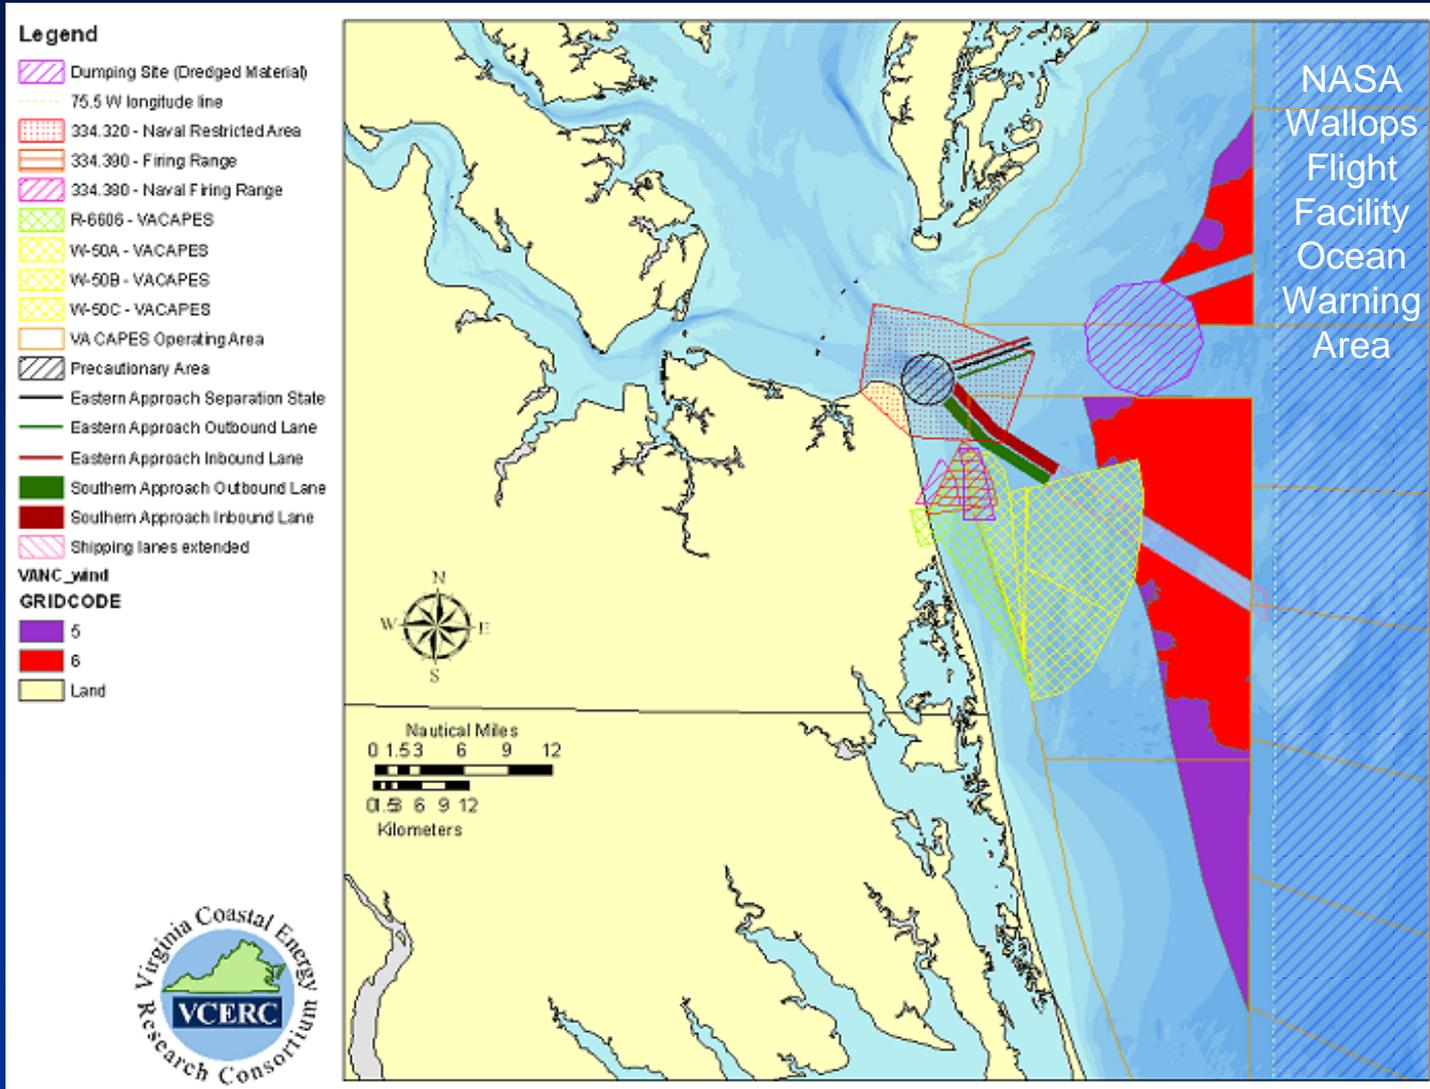 Legend
Dumping Site (Dredged Material)
75.5 W longitude line
334.320 - Naval Restricted Area
334.390 - Firing Range
334.380 - Naval Firing Range
R-6606 - VACAPES
W-50A - VACAPES
W-50B - VACAPES
W-50C - VACAPES
VA CAPES Operating Area
Precautionary Area
Eastern Approach Separation State
Eastern Approach Outbound Lane
Eastern Approach Inbound Lane
Southern Approach Outbound Lane
Southern Approach Inbound Lane
Shipping lanes extended
VANC_wind
GRIDCODE
5
6
Land
NASA
Wallops
Flight
Facility
Ocean
Warning
Area
N
W E
S
Nautical Miles
0 1.5 3 6 9 12
0 1.5 3 6 9 12
Kilometers
Virginia Coastal Energy
Research Consortium
VCERC